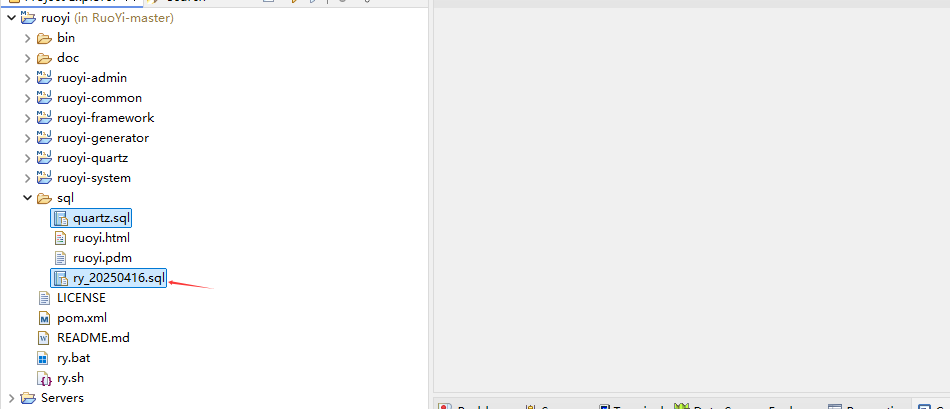 ruoyi (in RuoYi-master)
bin
doc
ruoyi-admin
ruoyi-common
ruoyi-framework
ruoyi-generator
ruoyi-quartz
ruoyi-system
sql
quartz.sql
ruoyi.html
ruoyi.pdm
ry_20250416.sql
LICENSE
pom.xml
README.md
ry.bat
ry.sh
Servers